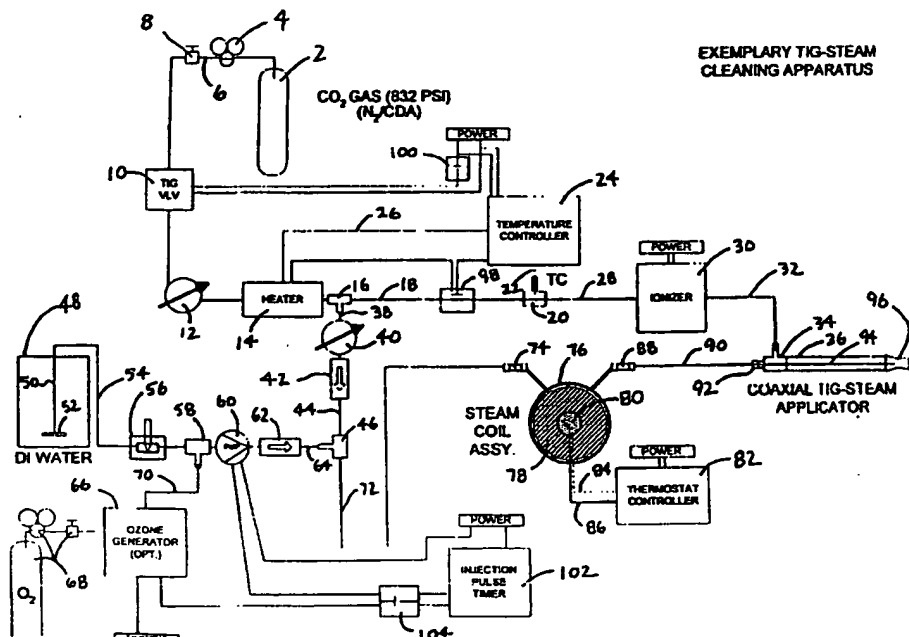 8
4
2
6
EXEMPLARY TIG-STEAM
CLEANING APPARATUS
CO₂ GAS (832 PSI)
(N₂/CDA)
POWER
100
10
TIG
VLV
24
26
TEMPERATURE
CONTROLLER
POWER
30
12
HEATER
14
16
18
38
98
22
TC
20
28
IONIZER
32
40
48
50
52
54
56
58
60
62
42
44
46
64
74
76
88
90
34
36
94
96
92
COAXIAL TIG-STEAM
APPLICATOR
STEAM
COIL
ASSY.
80
78
DI WATER
POWER
82
84
86
THERMOSTAT
CONTROLLER
70
72
66
OZONE
GENERATOR
(OPT.)
68
O₂
POWER
INJECTION
PULSE
TIMER
102
104